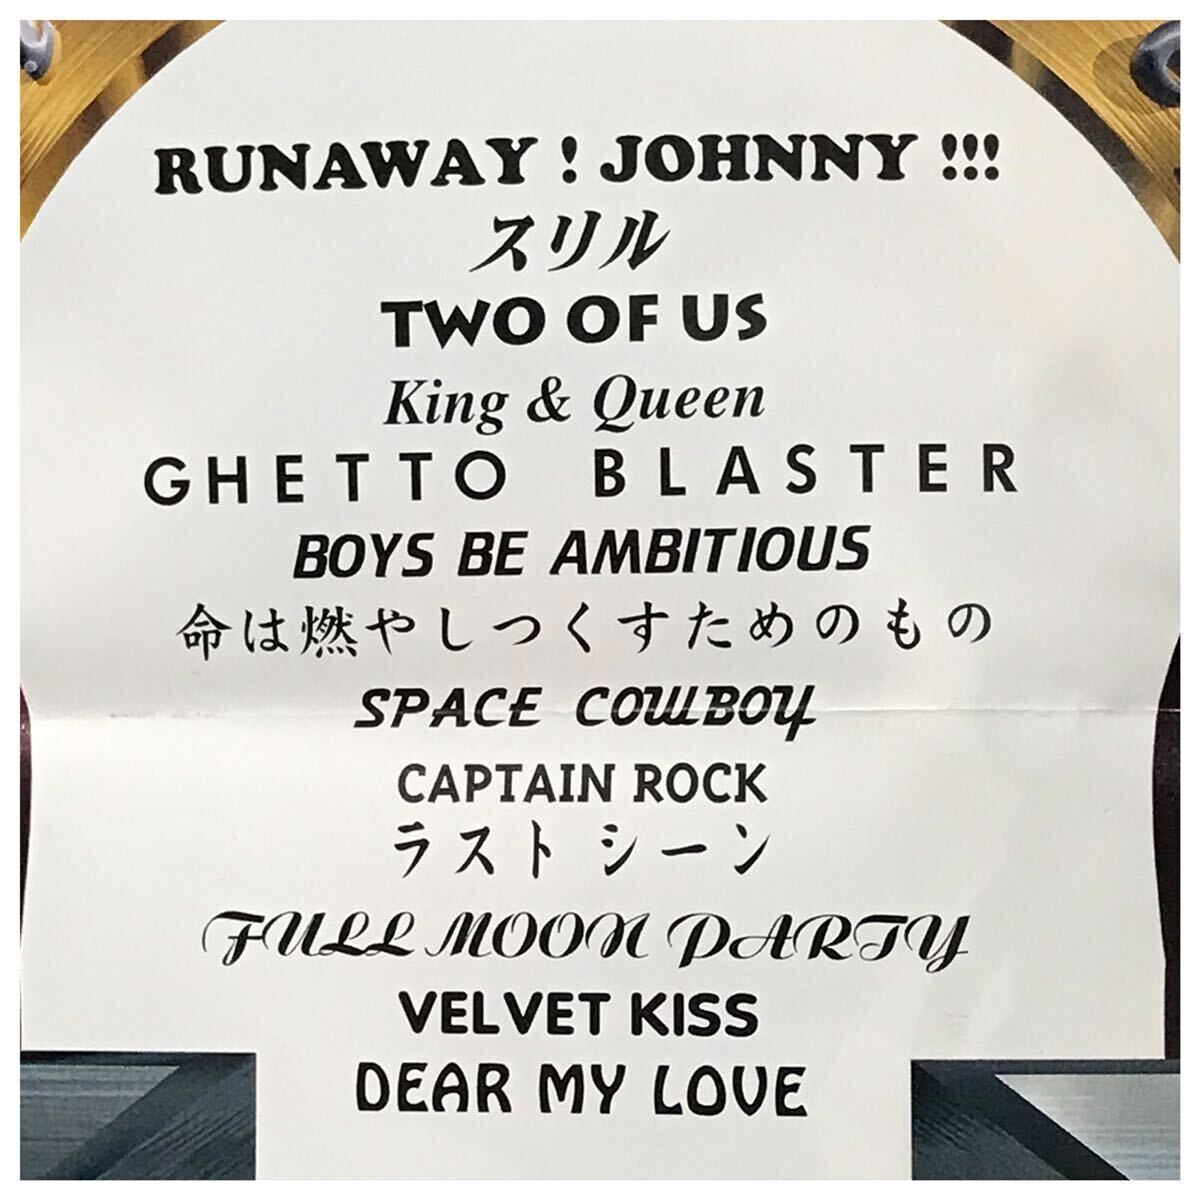 RUNAWAY ! JOHNNY !!!
スリル
TWO OF US
King & Queen
GHETTO BLASTER
BOYS BE AMBITIOUS
命は燃やしつくすためのもの
SPACE COWBOY
CAPTAIN ROCK
ラストシーン
FULL MOON PARTY
VELVET KISS
DEAR MY LOVE